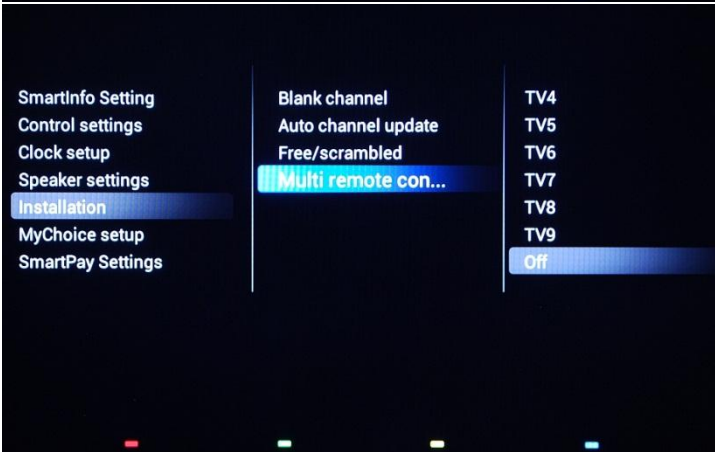 SmartInfo Setting
Control settings
Clock setup
Speaker settings
Installation
MyChoice setup
SmartPay Settings
Blank channel
Auto channel update
Free/scrambled
Multi remote con...
TV4
TV5
TV6
TV7
TV8
TV9
Off